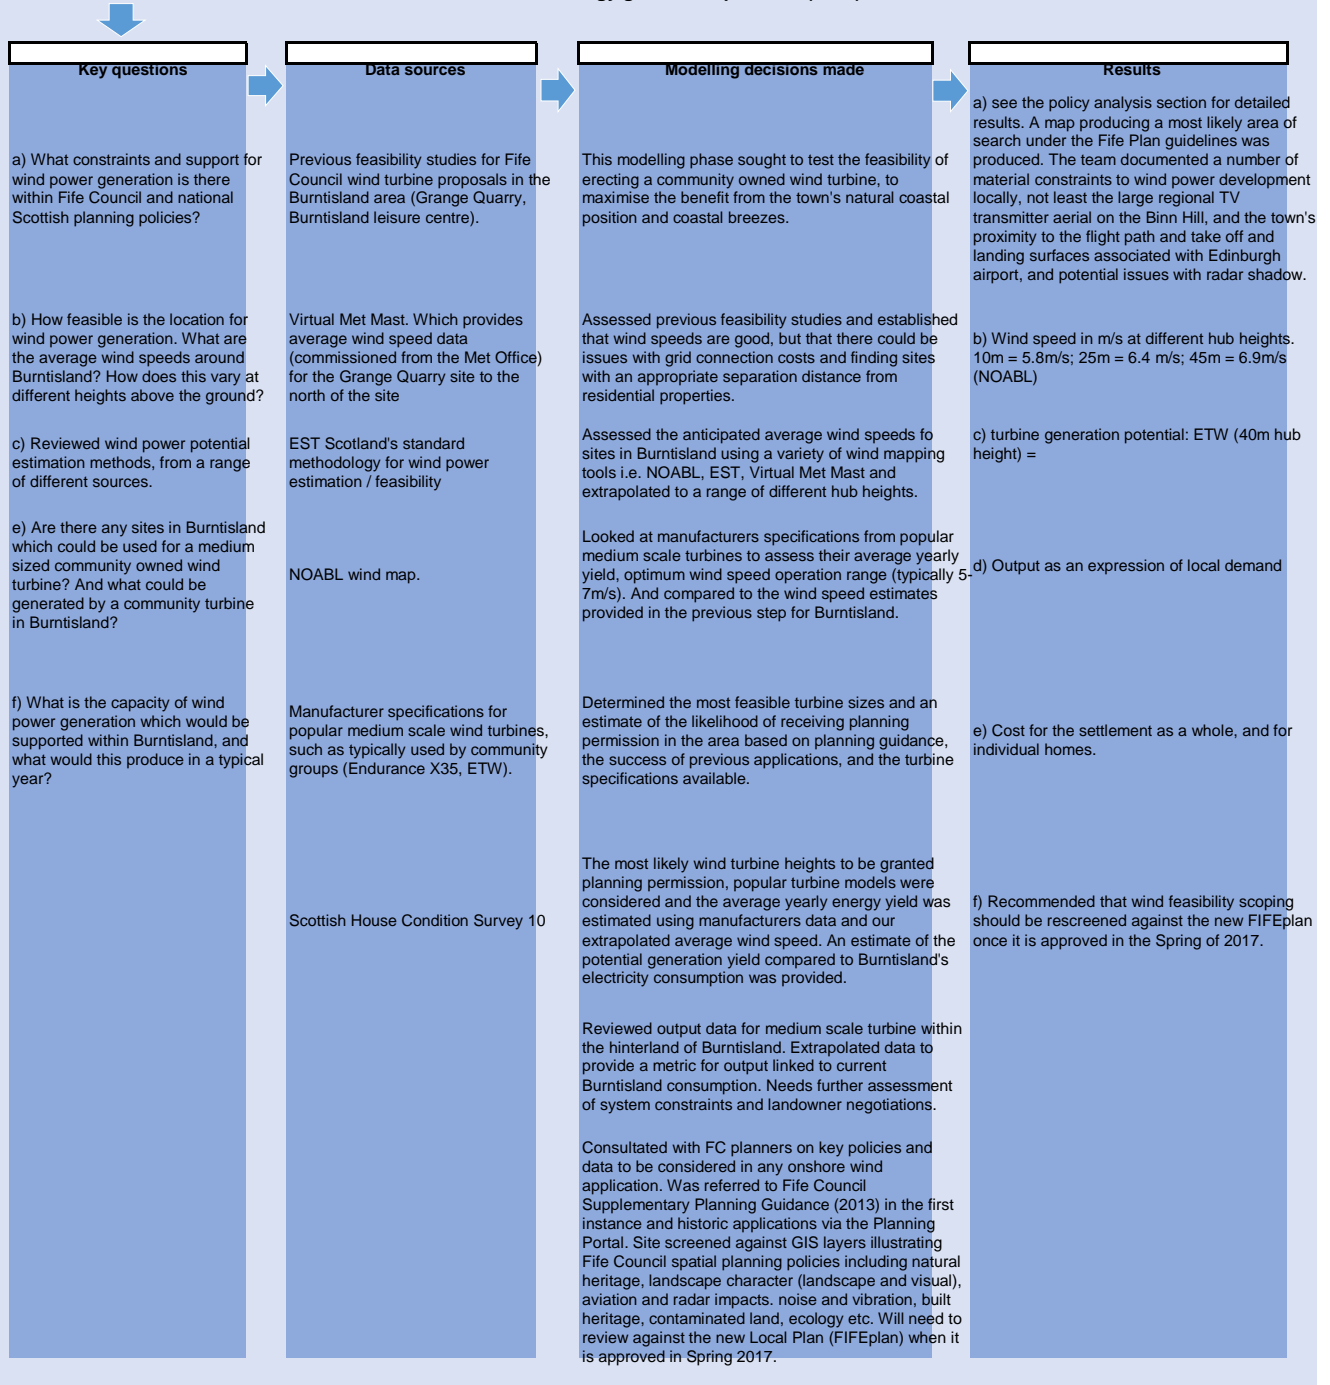 Key questions
a) What constraints and support for
wind power generation is there
within Fife Council and national
Scottish planning policies?
b) How feasible is the location for
wind power generation. What are
the average wind speeds around
Burntisland? How does this vary at
different heights above the ground?
c) Reviewed wind power potential
estimation methods, from a range
of different sources.
e) Are there any sites in Burntisland
which could be used for a medium
sized community owned wind
turbine? And what could be
generated by a community turbine
in Burntisland?
f) What is the capacity of wind
power generation which would be
supported within Burntisland, and
what would this produce in a typical
year?
Data sources
Previous feasibility studies for Fife
Council wind turbine proposals in the
Burntisland area (Grange Quarry,
Burntisland leisure centre).
Virtual Met Mast. Which provides
average wind speed data
(commissioned from the Met Office)
for the Grange Quarry site to the
north of the site
EST Scotland's standard
methodology for wind power
estimation / feasibility
NOABL wind map.
Manufacturer specifications for
popular medium scale wind turbines,
such as typically used by community
groups (Endurance X35, ETW).
Scottish House Condition Survey 10
Modelling decisions made
This modelling phase sought to test the feasibility of
erecting a community owned wind turbine, to
maximise the benefit from the town's natural coastal
position and coastal breezes.
Assessed previous feasibility studies and established
that wind speeds are good, but that there could be
issues with grid connection costs and finding sites
with an appropriate separation distance from
residential properties.
Assessed the anticipated average wind speeds fo
sites in Burntisland using a variety of wind mapping
tools i.e. NOABL, EST, Virtual Met Mast and
extrapolated to a range of different hub heights.
Looked at manufacturers specifications from popular
medium scale turbines to assess their average yearly
yield, optimum wind speed operation range (typically 5-
7m/s). And compared to the wind speed estimates
provided in the previous step for Burntisland.
Determined the most feasible turbine sizes and an
estimate of the likelihood of receiving planning
permission in the area based on planning guidance,
the success of previous applications, and the turbine
specifications available.
The most likely wind turbine heights to be granted
planning permission, popular turbine models were
considered and the average yearly energy yield was
estimated using manufacturers data and our
extrapolated average wind speed. An estimate of the
potential generation yield compared to Burntisland's
electricity consumption was provided.
Reviewed output data for medium scale turbine within
the hinterland of Burntisland. Extrapolated data to
provide a metric for output linked to current
Burntisland consumption. Needs further assessment
of system constraints and landowner negotiations.
Consultated with FC planners on key policies and
data to be considered in any onshore wind
application. Was referred to Fife Council
Supplementary Planning Guidance (2013) in the first
instance and historic applications via the Planning
Portal. Site screened against GIS layers illustrating
Fife Council spatial planning policies including natural
heritage, landscape character (landscape and visual),
aviation and radar impacts. noise and vibration, built
heritage, contaminated land, ecology etc. Will need to
review against the new Local Plan (FIFEplan) when it
is approved in Spring 2017.
Results
a) see the policy analysis section for detailed
results. A map producing a most likely area of
search under the Fife Plan guidelines was
produced. The team documented a number of
material constraints to wind power development
locally, not least the large regional TV
transmitter aerial on the Binn Hill, and the town's
proximity to the flight path and take off and
landing surfaces associated with Edinburgh
airport, and potential issues with radar shadow.
b) Wind speed in m/s at different hub heights.
10m = 5.8m/s; 25m = 6.4 m/s; 45m = 6.9m/s
(NOABL)
c) turbine generation potential: ETW (40m hub
height) =
d) Output as an expression of local demand
e) Cost for the settlement as a whole, and for
individual homes.
f) Recommended that wind feasibility scoping
should be rescreened against the new FIFEplan
once it is approved in the Spring of 2017.